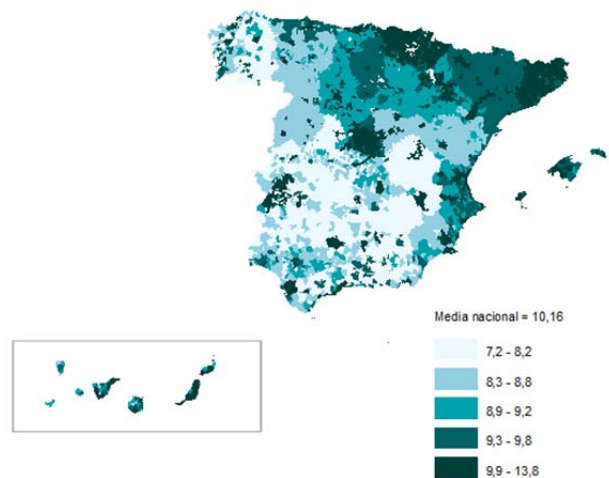 Media nacional = 10,16
7,2 - 8,2
8,3 - 8,8
8,9 - 9,2
9,3 - 9,8
9,9 - 13,8